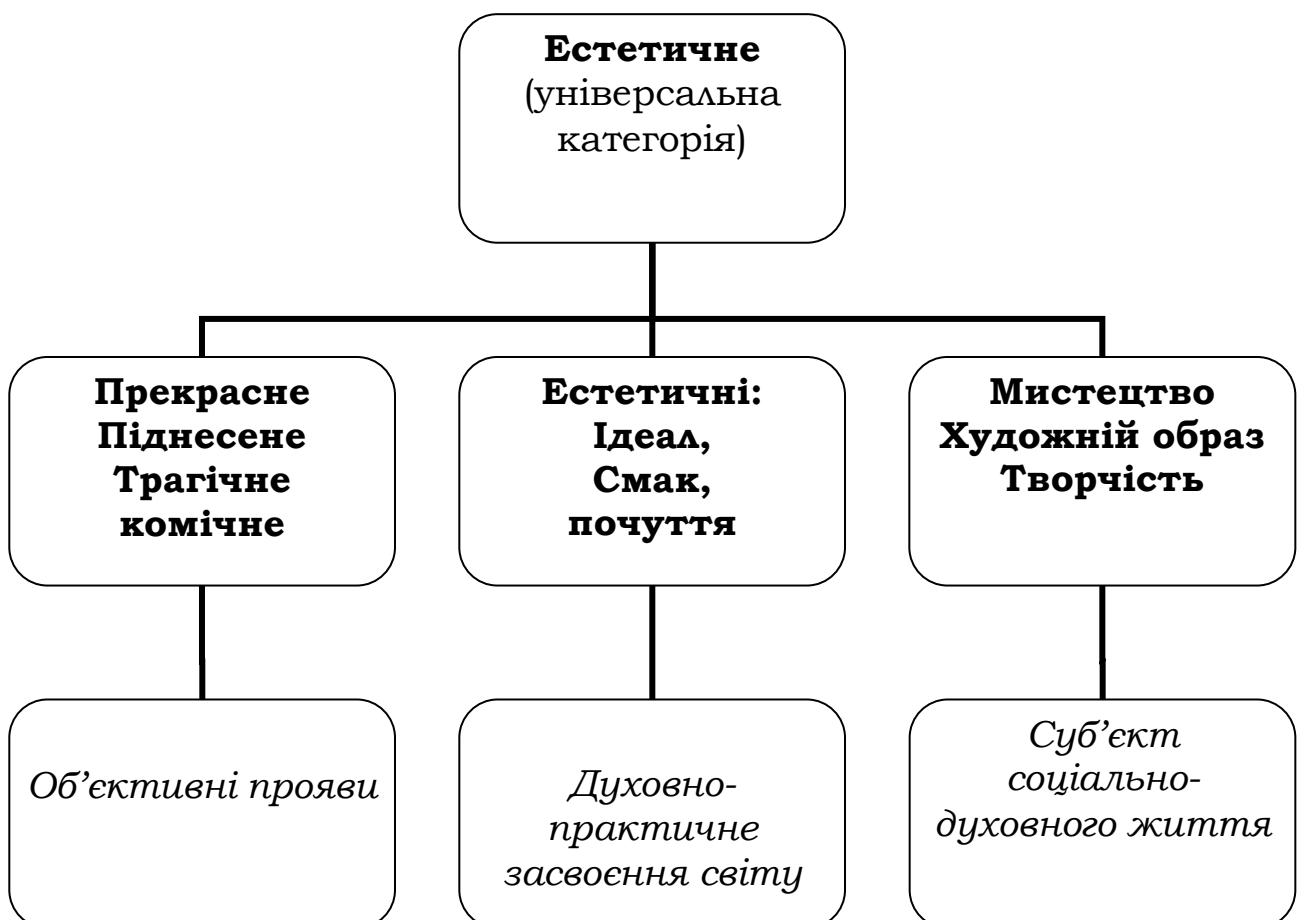 Естетичне
(універсальна
категорія)
Прекрасне
Піднесене
Трагічне
комічне
Естетичні:
Ідеал,
Смак,
почуття
Мистецтво
Художній образ
Творчість
Об’єктивні прояви
Духовно-
практичне
засвоєння світу
Суб’єкт
соціально-
духовного життя